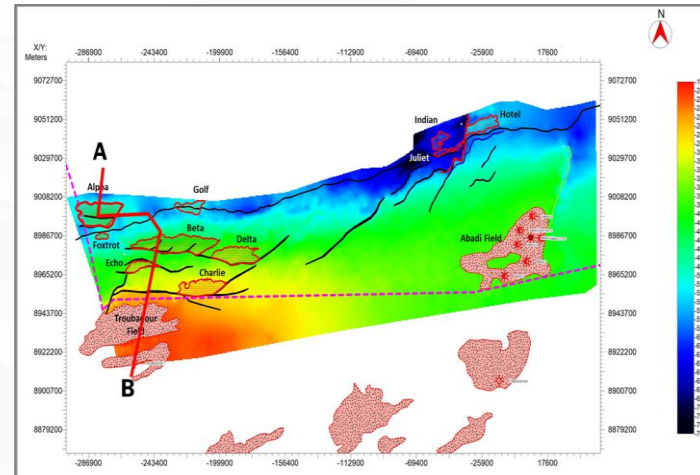 N
X/Y:
Meters
-286900
-243400
-199900
-156400
-112900
-69400
-25900
17600
9072700
9072700
9051200
9051200
9029700
9029700
9008200
9008200
8986700
8986700
8965200
8965200
8943700
8943700
8922200
8922200
8900700
8900700
8879200
8879200
A
Alpha
Golf
Indian
Hotel
Juliet
Beta
Foxtrot
Delta
Echo
Charlie
Abadi Field
Troubadour
Field
B
-286900
-243400
-199900
-156400
-112900
-69400
-25900
17600